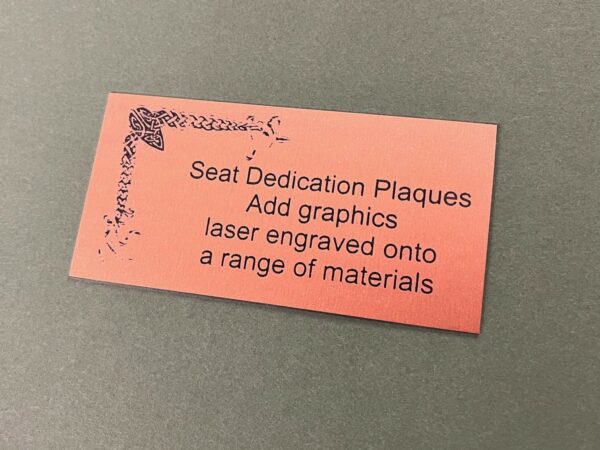 Seat Dedication Plaques
Add graphics
laser engraved onto
a range of materials